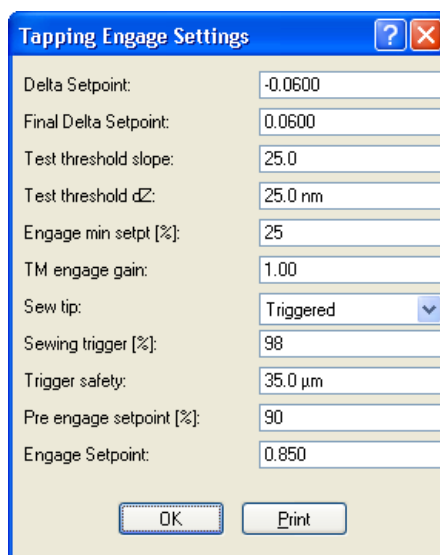 Tapping Engage Settings
Delta Setpoint: -0.0600
Final Delta Setpoint: 0.0600
Test threshold slope: 25.0
Test threshold dZ: 25.0 nm
Engage min setpt [%]: 25
TM engage gain: 1.00
Sew tip: Triggered
Sewing trigger [%]: 98
Trigger safety: 35.0 µm
Pre engage setpoint [%]: 90
Engage Setpoint: 0.850
OK Print